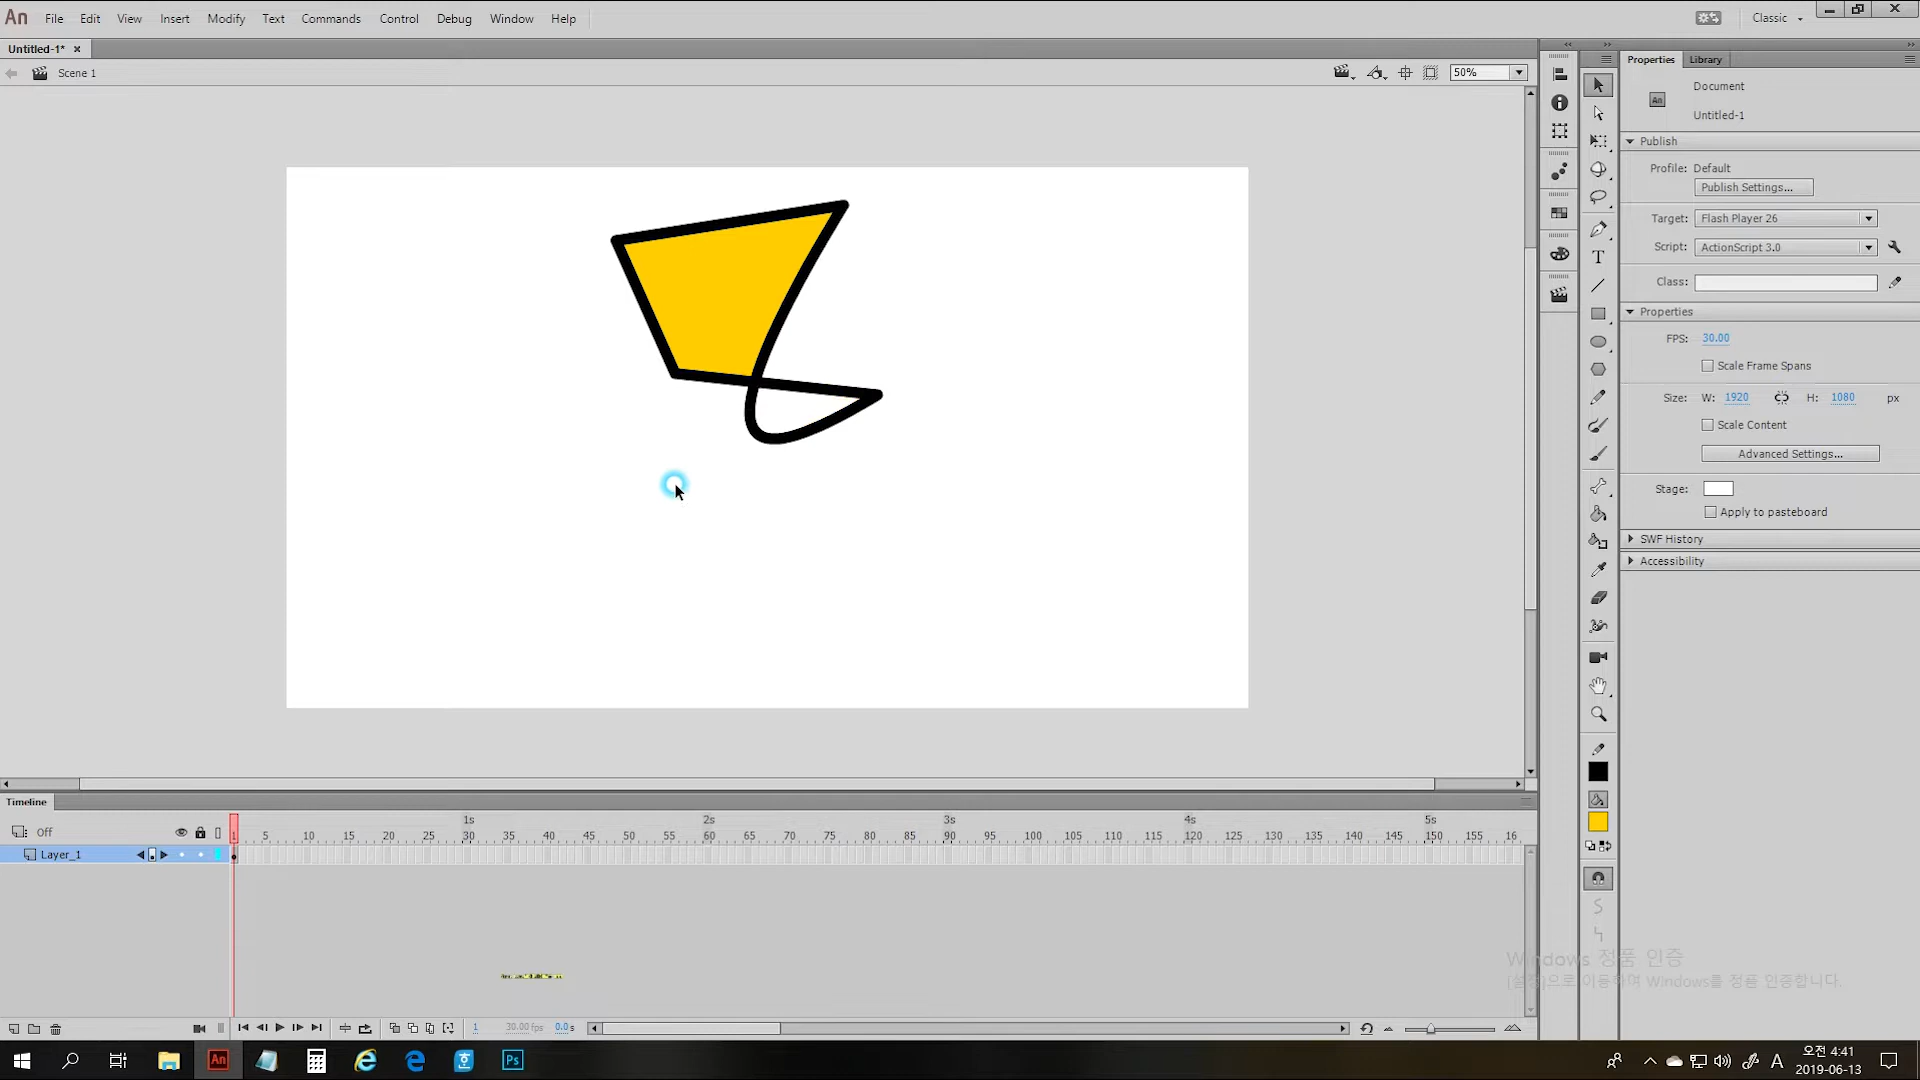 An File Edit View Insert Modify Text Commands Control Debug Window Help Classic
Untitled-1*
Scene 1
50%
Properties Library
Document
An
Untitled-1
Publish
Profile: Default
Publish Settings...
Target: Flash Player 26
Script: ActionScript 3.0
Class:
Properties
FPS: 30.00
Scale Frame Spans
Size: W: 1920 H: 1080 px
Scale Content
Advanced Settings...
Stage:
Apply to pasteboard
SWF History
Accessibility
Timeline
Off
1s 2s 3s 4s 5s
1 5 10 15 20 25 30 35 40 45 50 55 60 65 70 75 80 85 90 95 100 105 110 115 120 125 130 135 140 145 150 155 16
Layer_1
Windows 정품 인증
[설정]으로 이동하여 Windows를 정품 인증합니다.
1 30.00 fps 0.0 s
An Ps A
오전 4:41
2019-06-13